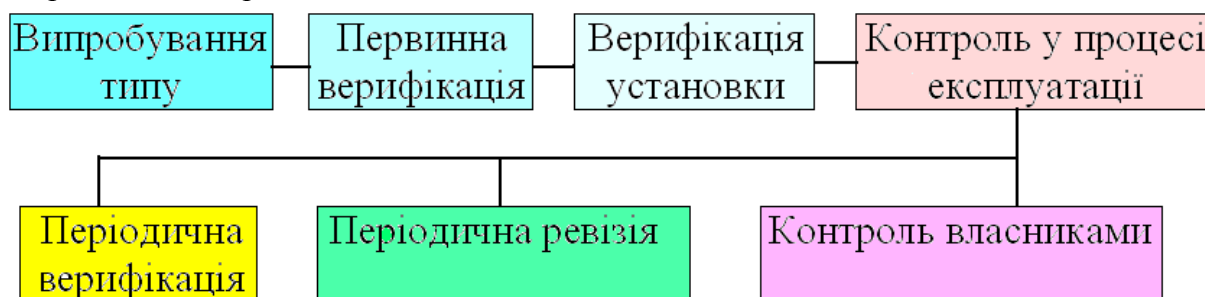 Випробування
типу
Первинна
верифікація
Верифікація
установки
Контроль у процесі
експлуатації
Періодична
верифікація
Періодична ревізія
Контроль власниками